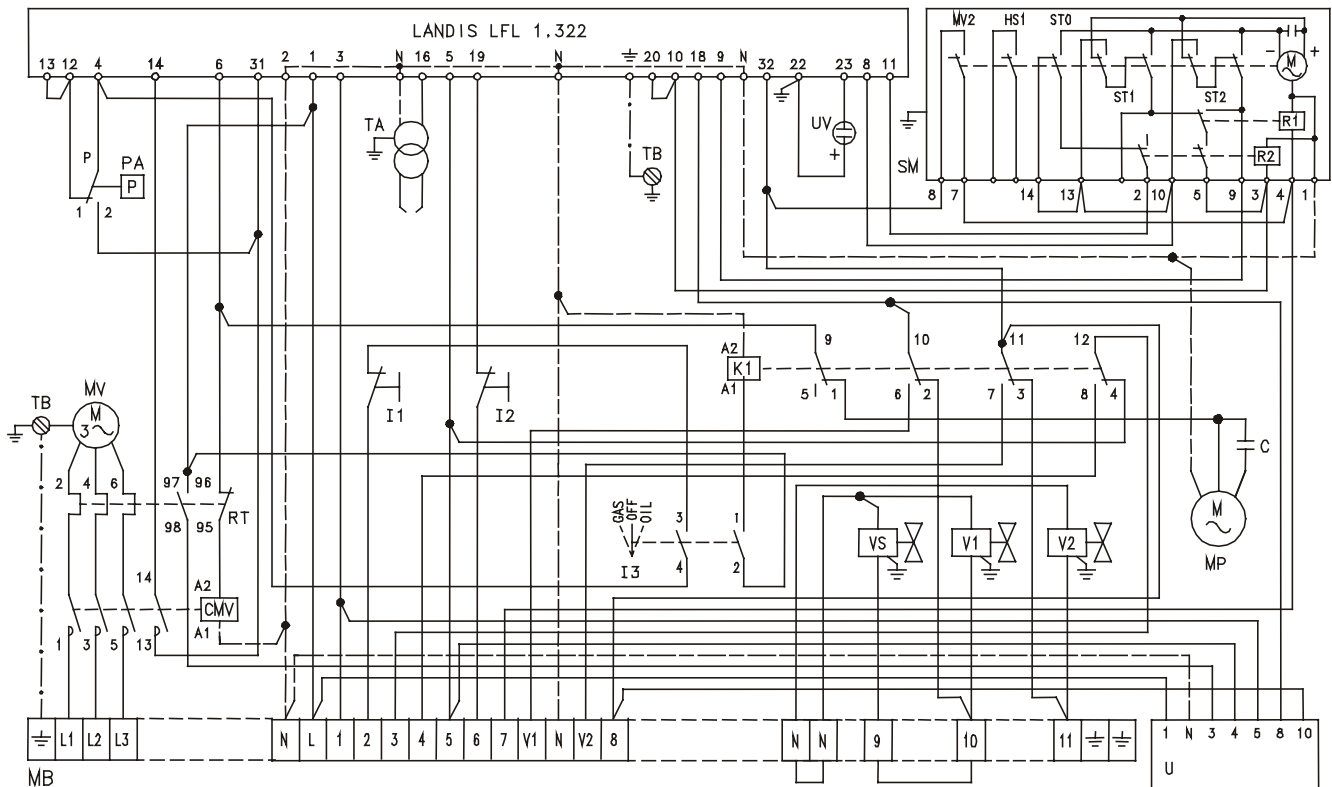 LANDIS LFL 1.322
13 12 4 14 6 31 2 1 3 N 16 5 19 N 20 10 18 9 N 32 22 23 8 11
MV2 HS1 ST0
- M +
ST1 ST2
R1
R2
SM
8 7 14 13 2 10 5 9 3 4 1
TA
UV
+
TB
P PA
P
1 2
9 10 11 12
A2
K1
A1
5 1 6 2 7 3 8 4
I1 I2
MV
TB
M
3
2 4 6 97 96
98 95 RT
C
M
MP
GAS OFF OIL
3 1
I3 4 2
VS V1 V2
14 A2
CMV
A1
1 3 5 13
L1 L2 L3 N L 1 2 3 4 5 6 7 V1 N V2 8 N N 9 10 11
1 N 3 4 5 8 10
U
MB